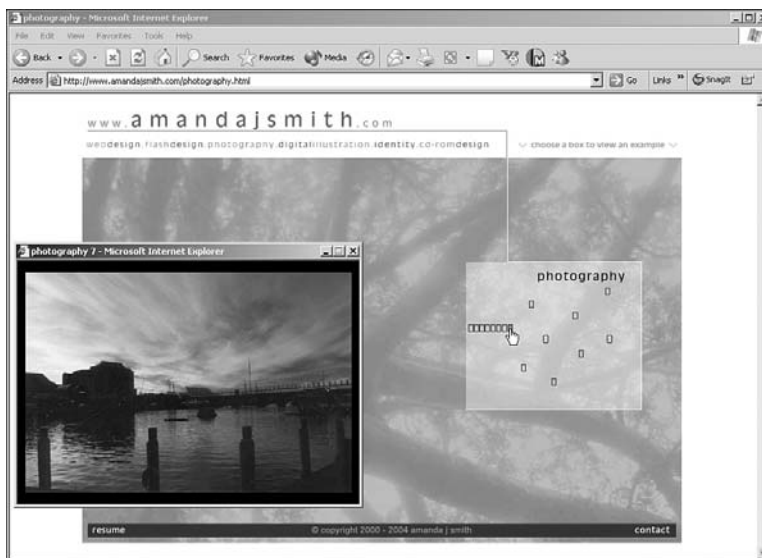 photography - Microsoft Internet Explorer
File Edit View Favorites Tools Help
Back Search Favorites Media
Address http://www.amandajsmith.com/photography.html Go Links » SnagIt
www.amandajsmith.com
webdesign.flashdesign.photography.digitalillustration.identity.cd-romdesign
choose a box to view an example
photography 7 - Microsoft Internet Explorer
photography
resume © copyright 2000 - 2004 amanda j smith contact